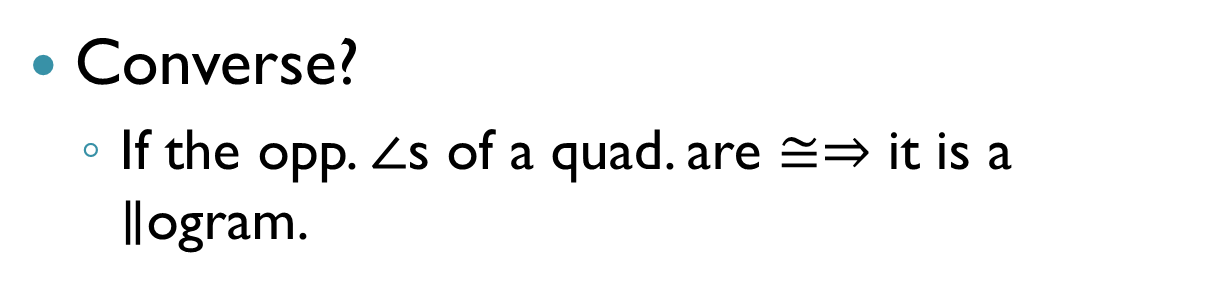 • Converse?
◦ If the opp. ∠s of a quad. are ≅⇒ it is a
∥ogram.